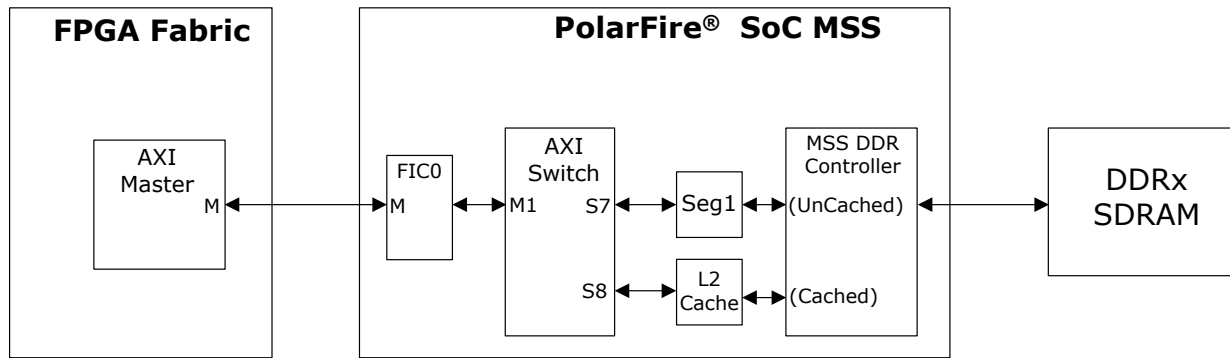 FPGA Fabric
PolarFire® SoC MSS
AXI
Master
M
FIC0
M
AXI
Switch
M1
S7
S8
Seg1
L2
Cache
MSS DDR
Controller
(UnCached)
(Cached)
DDRx
SDRAM